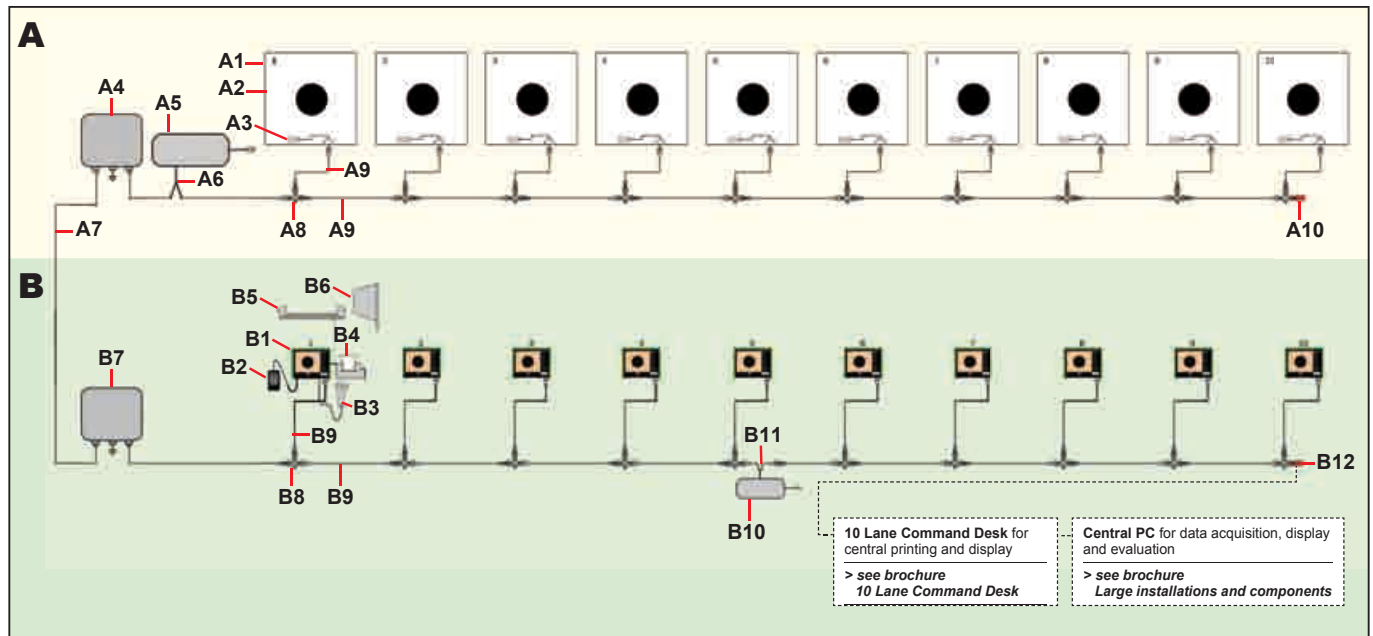 A
A1
A2
A3
A4
A5
A6
A9
A7
A8
A9
A10
B
B6
B5
B1
B4
B2
B3
B7
B9
B11
B8
B9
B12
B10
10 Lane Command Desk for
central printing and display
> see brochure
10 Lane Command Desk
Central PC for data acquisition, display
and evaluation
> see brochure
Large installations and components